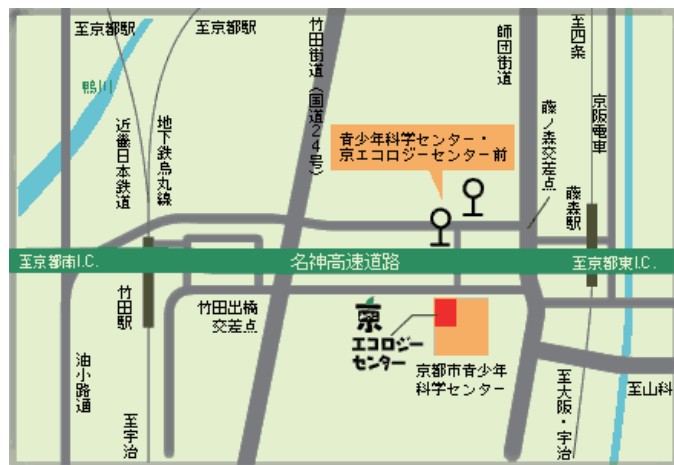 至京都駅
至京都駅
鴨川
近畿日本鉄道
地下鉄烏丸線
竹田街道(国道24号)
師団街道
至四条
京阪電車
藤ノ森交差点
藤森駅
青少年科学センター・
京エコロジーセンター前
至京都南I.C.
名神高速道路
至京都東I.C.
竹田駅
竹田出橋
交差点
京
エコロジー
センター
京都市青少年
科学センター
油小路通
至宇治
至大阪・宇治
至山科